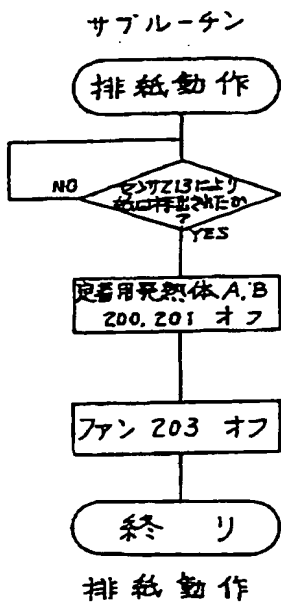 サブルーチン
排紙動作
NO
センサ213により
紙は排出されたか
?
YES
定着用発熱体A,B
200,201 オフ
ファン 203 オフ
終り
排紙動作